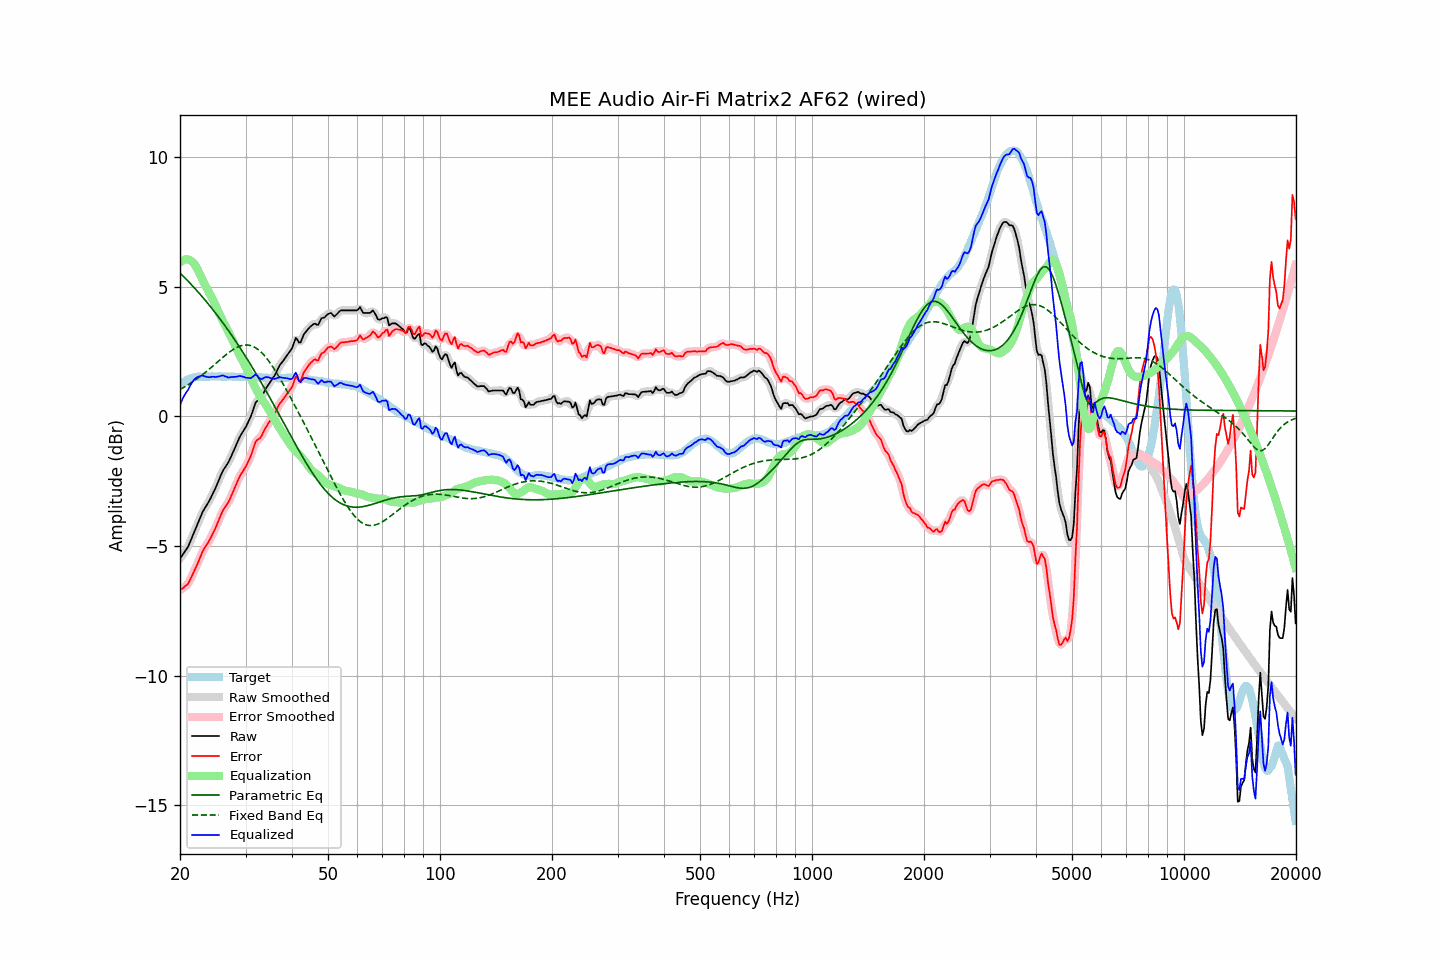 MEE Audio Air-Fi Matrix2 AF62 (wired)
Amplitude (dBr)
10
5
0
−5
−10
−15
Target
Raw Smoothed
Error Smoothed
Raw
Error
Equalization
Parametric Eq
Fixed Band Eq
Equalized
20 50 100 200 500 1000 2000 5000 10000 20000
Frequency (Hz)